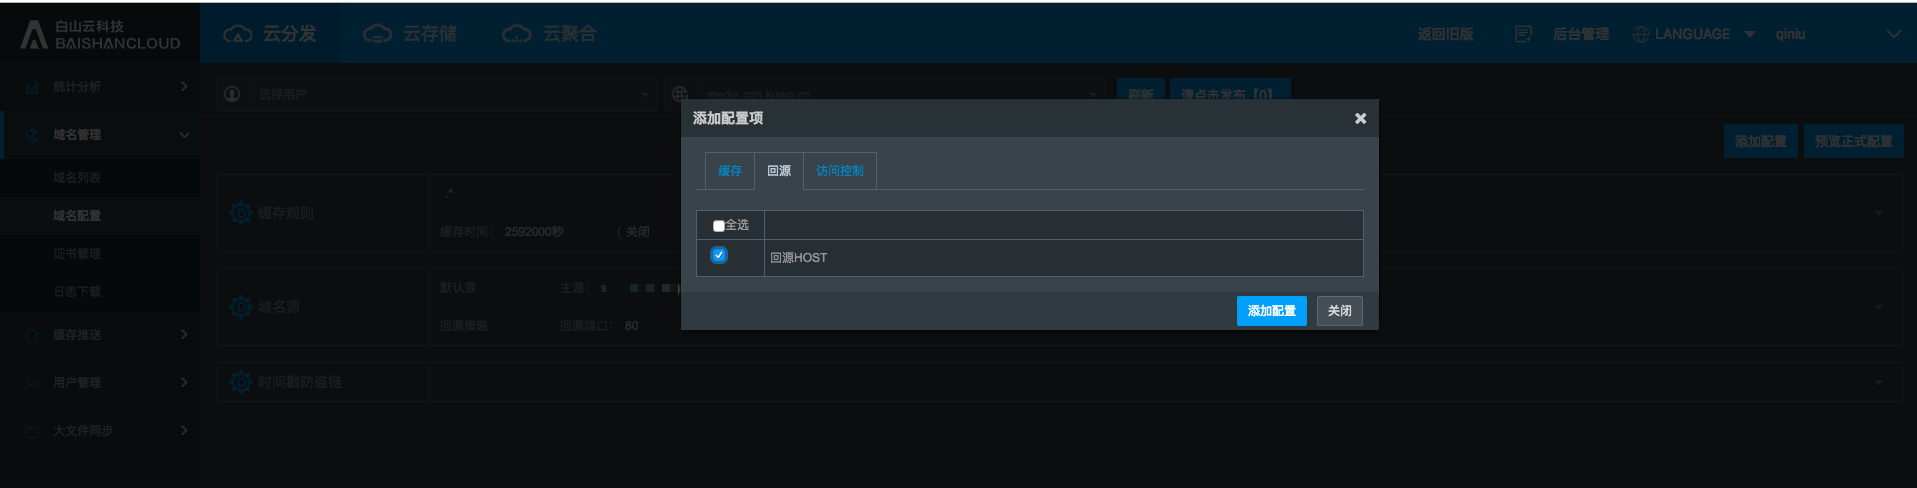 白山云科技
BAISHANCLOUD
云分发
云存储
云聚合
返回旧版
后台管理
LANGUAGE
qiniu
统计分析
域名管理
域名列表
域名配置
证书管理
日志下载
缓存推送
用户管理
大文件同步
选择用户
刷新
请点击发布【0】
添加配置
预览正式配置
缓存规则
.*
缓存时间： 2592000秒 ( 关闭
域名源
默认源 主源：
回源策略 回源端口： 80
时间戳防盗链
添加配置项
缓存 回源 访问控制
全选
回源HOST
添加配置 关闭